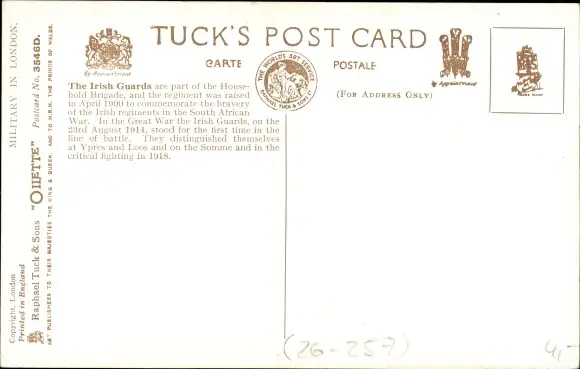 TUCK'S POST CARD
CARTE POSTALE
(FOR ADDRESS ONLY)
by Appointment
THE WORLD'S ART SERVICE
RAPHAEL TUCK & SONS LTD
by Appointment
The Irish Guards are part of the House-
hold Brigade, and the regiment was raised
in April 1900 to commemorate the bravery
of the Irish regiments in the South African
War. In the Great War the Irish Guards, on the
23rd August 1914, stood for the first time in the
line of battle. They distinguished themselves
at Ypres and Loos and on the Somme and in the
critical fighting in 1918.
MILITARY IN LONDON.
Copyright, London
Printed in England
Raphael Tuck & Sons "OILETTE" Postcard No. 3546D.
ART PUBLISHERS TO THEIR MAJESTIES THE KING & QUEEN, AND TO H.R.H. THE PRINCE OF WALES.
(26-257)
4,-